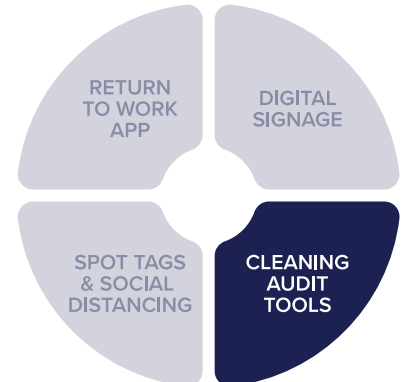 RETURN
TO WORK
APP
DIGITAL
SIGNAGE
SPOT TAGS
& SOCIAL
DISTANCING
CLEANING
AUDIT
TOOLS